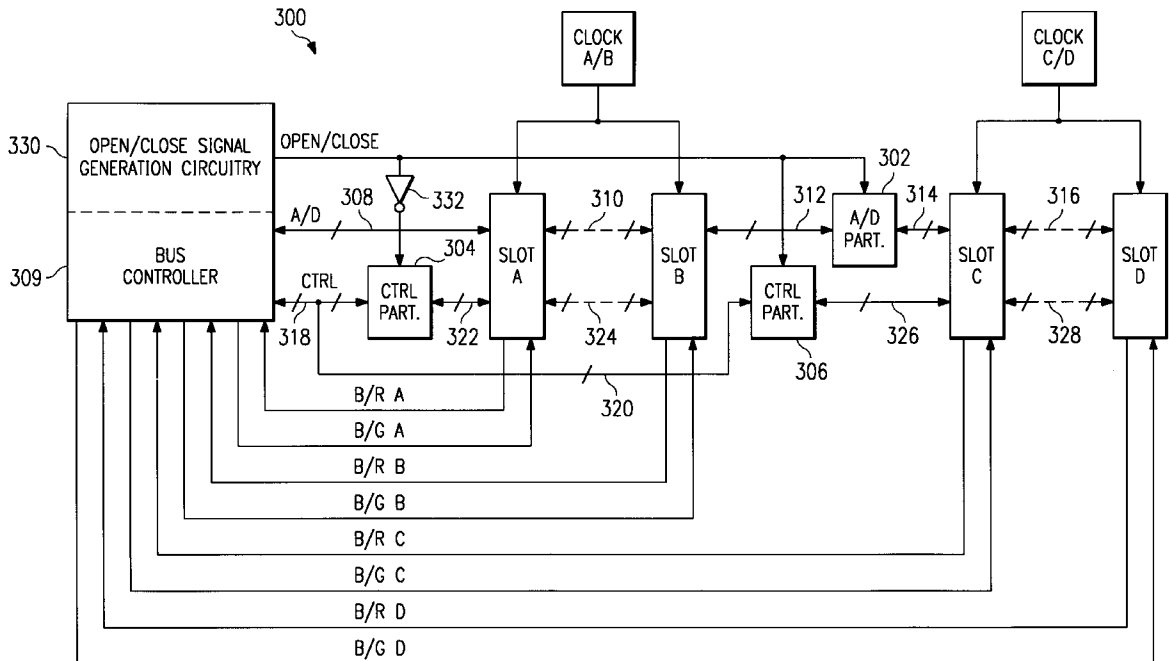 300
CLOCK
A/B
CLOCK
C/D
330
OPEN/CLOSE SIGNAL
GENERATION CIRCUITRY
OPEN/CLOSE
332
302
A/D
308
310
312
A/D
PART.
314
316
304
SLOT
A
SLOT
B
SLOT
C
SLOT
D
309
BUS
CONTROLLER
CTRL
CTRL
PART.
CTRL
PART.
318
322
324
326
328
306
320
B/R A
B/G A
B/R B
B/G B
B/R C
B/G C
B/R D
B/G D